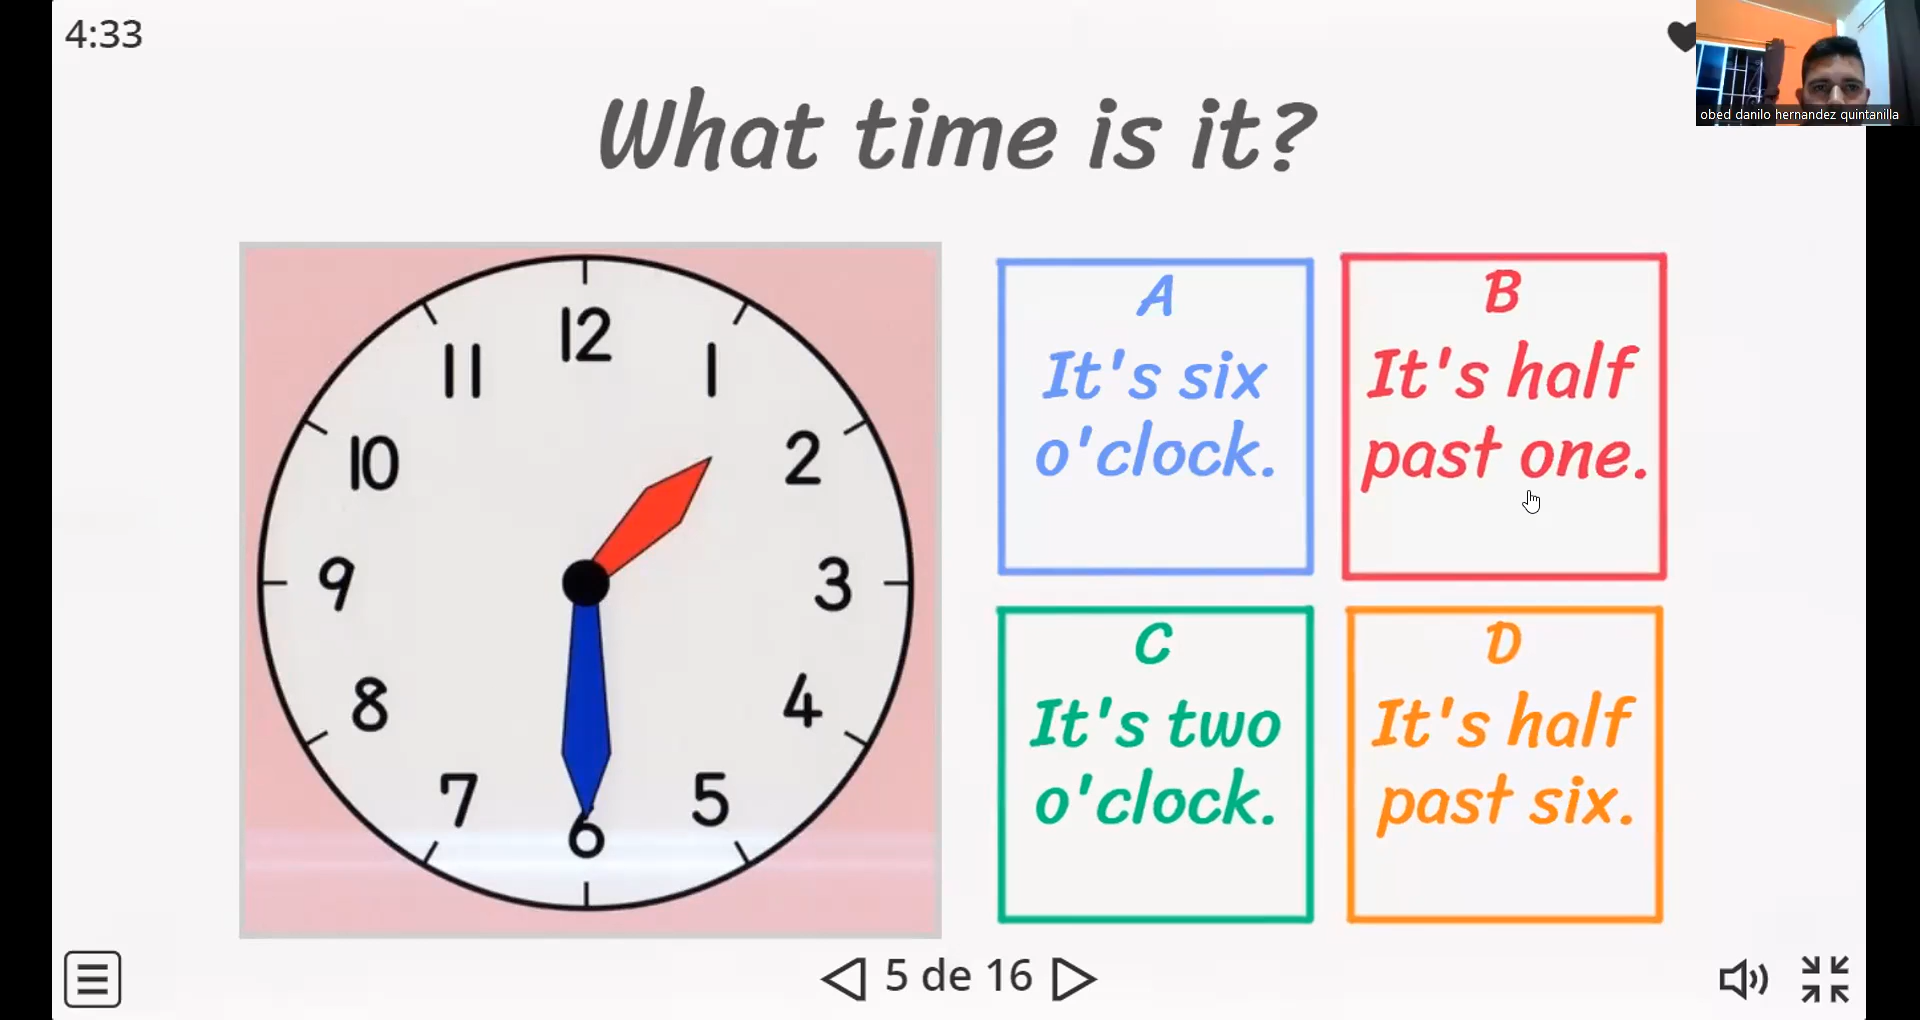 4:33
obed danilo hernandez quintanilla
What time is it?
12
11
1
10
2
9
3
8
4
7
5
6
A
It's six
o'clock.
B
It's half
past one.
C
It's two
o'clock.
D
It's half
past six.
5 de 16